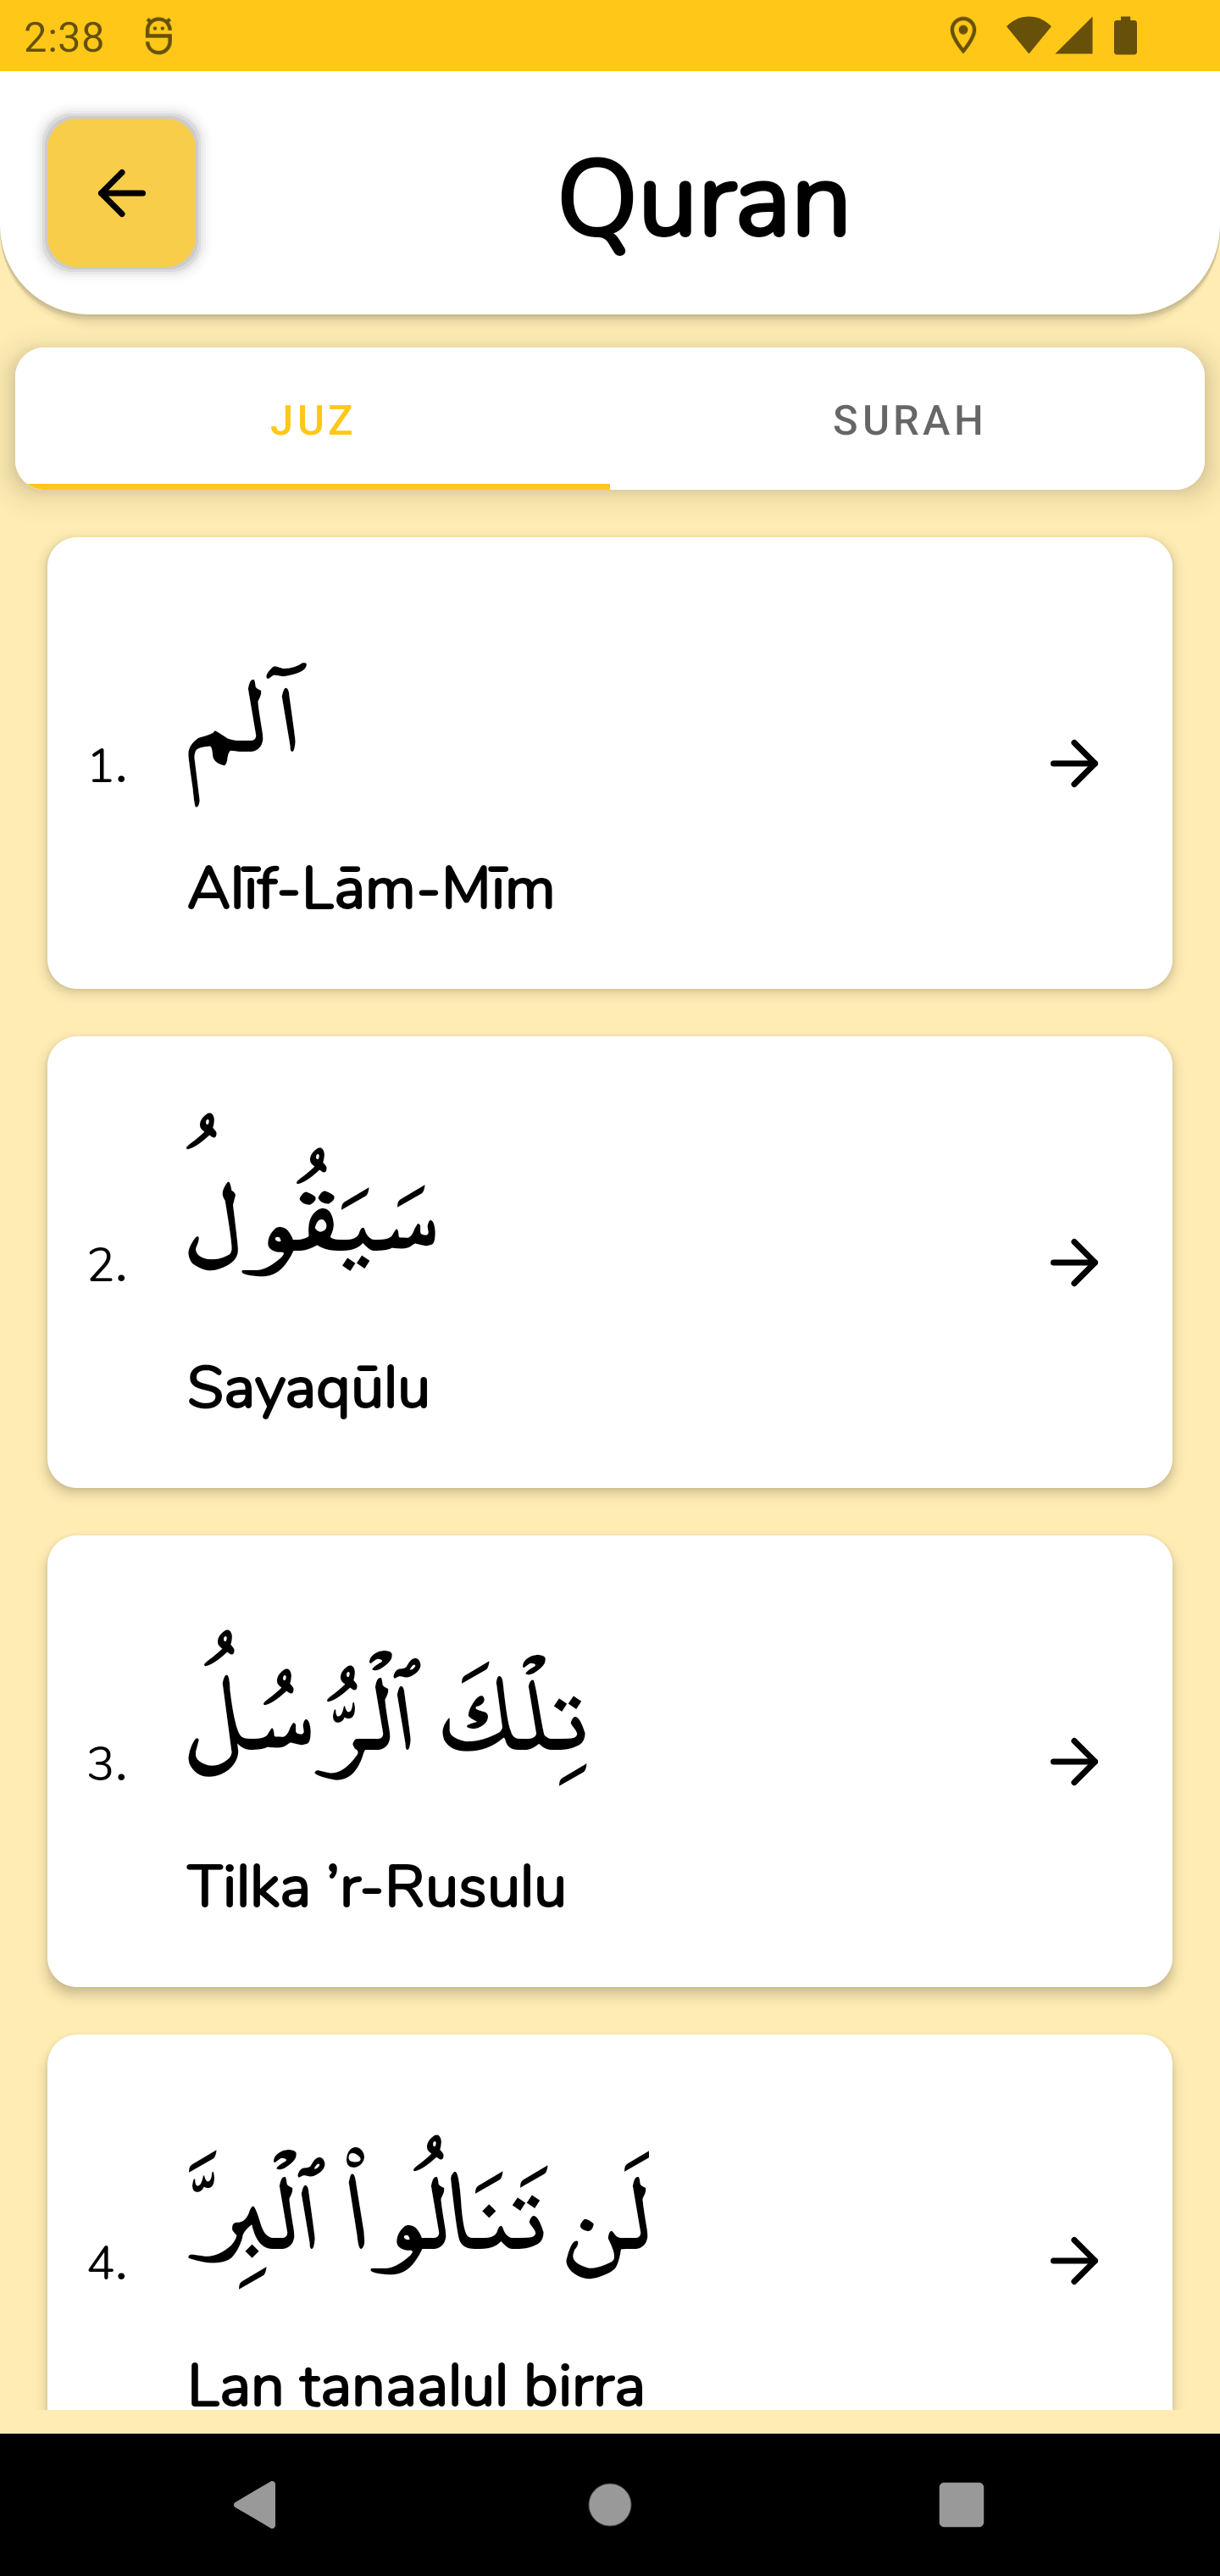 2:38
Quran
JUZ
SURAH
1.
آلم
Alīf-Lām-Mīm
2.
سَيَقُولُ
Sayaqūlu
3.
تِلْكَ ٱلْرُّسُلُ
Tilka ’r-Rusulu
4.
لَن تَنَالُواْ ٱلْبِرَّ
Lan tanaalul birra